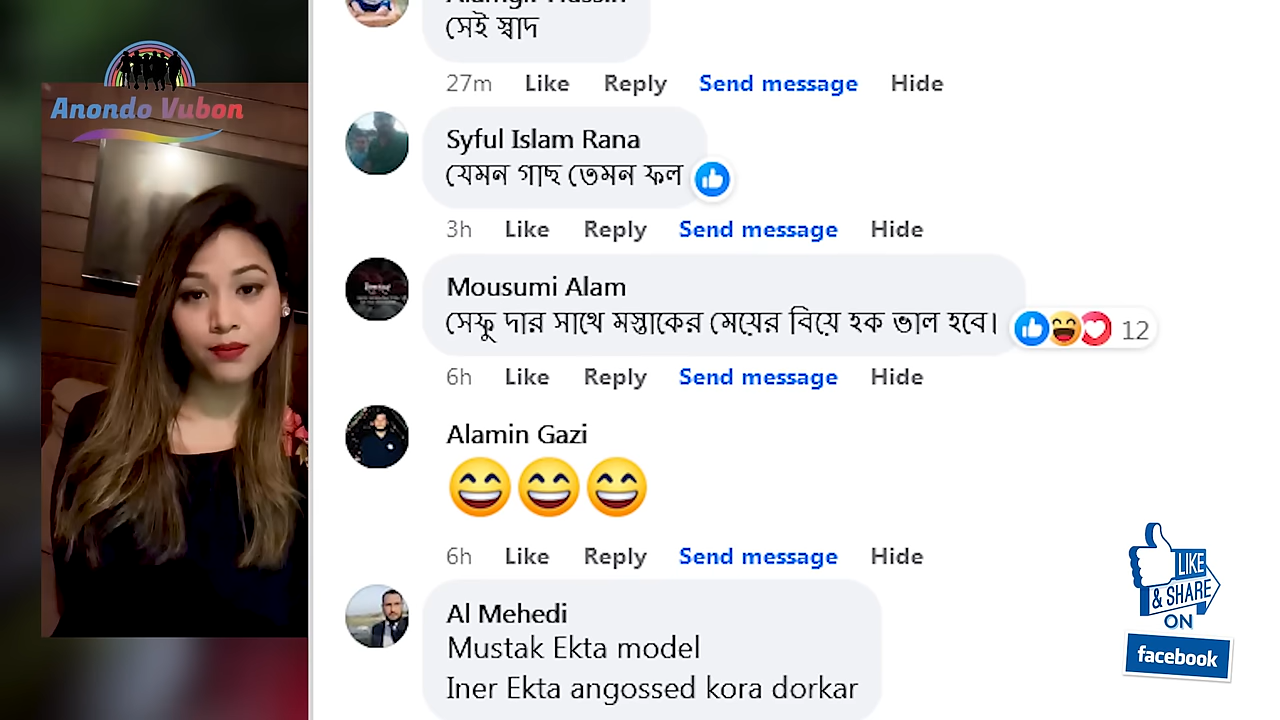 Anondo Vubon
সেই স্বাদ
27m Like Reply Send message Hide
Syful Islam Rana
যেমন গাছ তেমন ফল
3h Like Reply Send message Hide
Mousumi Alam
সেফু দার সাথে মস্তাকের মেয়ের বিয়ে হক ভাল হবে।
12
6h Like Reply Send message Hide
Alamin Gazi
6h Like Reply Send message Hide
Al Mehedi
Mustak Ekta model
Iner Ekta angossed kora dorkar
LIKE
& SHARE
ON
facebook